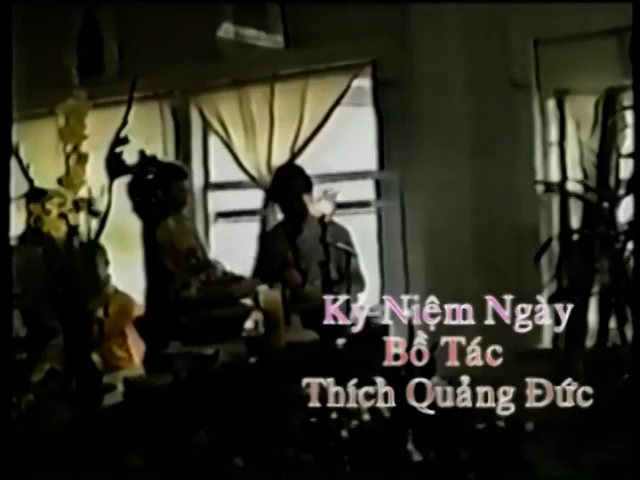 Kỷ Niệm Ngày
Bồ Tác
Thích Quảng Đức